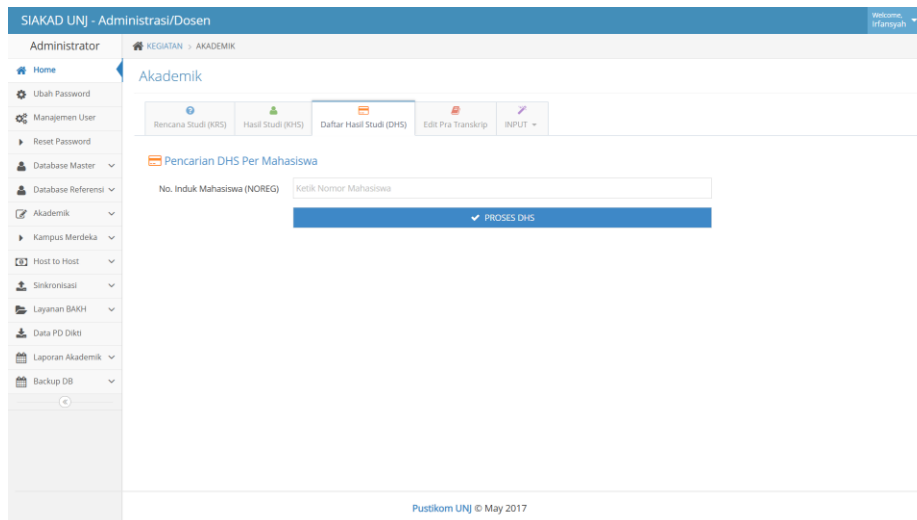 SIAKAD UNJ - Administrasi/Dosen
Welcome,
Irfansyah
Administrator
KEGIATAN > AKADEMIK
Home
Ubah Password
Manajemen User
Reset Password
Database Master
Database Referensi
Akademik
Kampus Merdeka
Host to Host
Sinkronisasi
Layanan BAKH
Data PD Dikti
Laporan Akademik
Backup DB
Akademik
Rencana Studi (KRS) Hasil Studi (KHS) Daftar Hasil Studi (DHS) Edit Pra Transkrip INPUT
Pencarian DHS Per Mahasiswa
No. Induk Mahasiswa (NOREG) Ketik Nomor Mahasiswa
PROSES DHS
Pustikom UNJ © May 2017